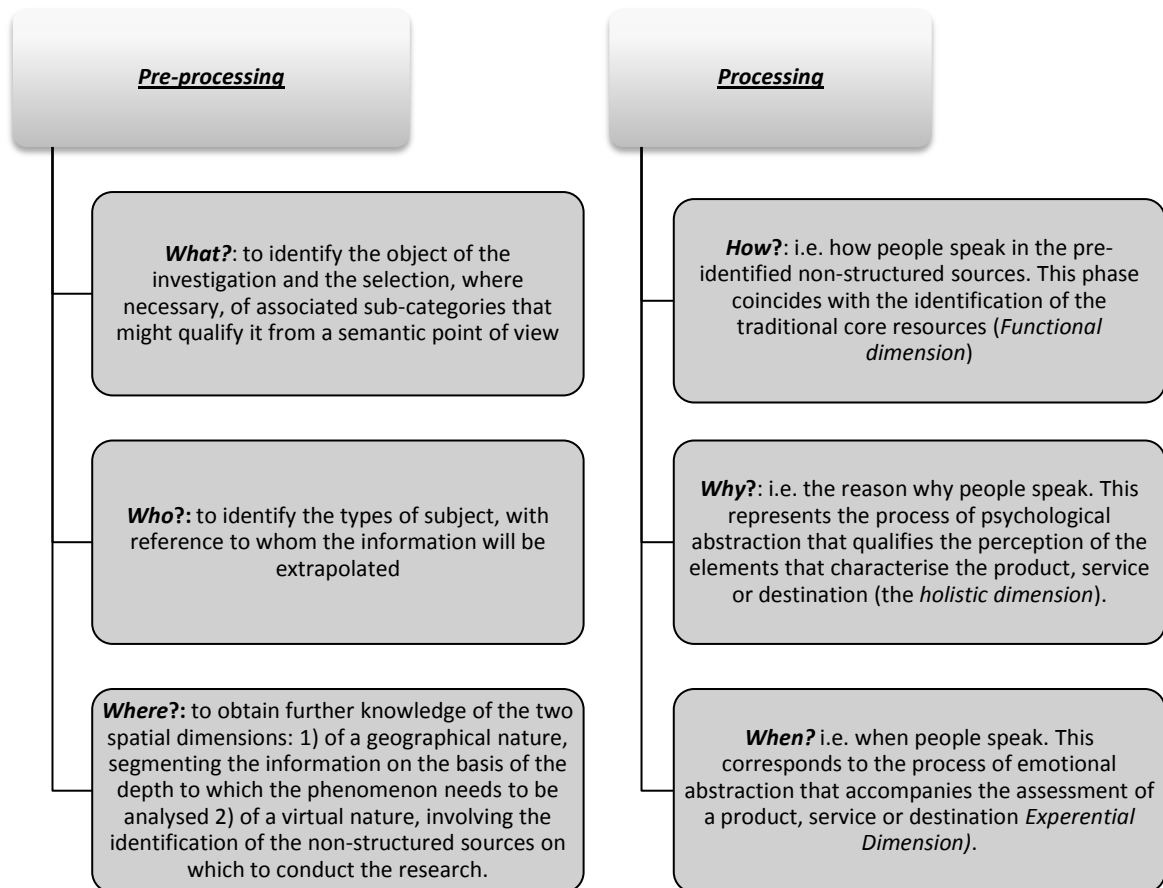 Pre-processing
What?: to identify the object of the
investigation and the selection, where
necessary, of associated sub-categories that
might qualify it from a semantic point of view
Who?: to identify the types of subject, with
reference to whom the information will be
extrapolated
Where?: to obtain further knowledge of the two
spatial dimensions: 1) of a geographical nature,
segmenting the information on the basis of the
depth to which the phenomenon needs to be
analysed 2) of a virtual nature, involving the
identification of the non-structured sources on
which to conduct the research.
Processing
How?: i.e. how people speak in the pre-
identified non-structured sources. This phase
coincides with the identification of the
traditional core resources (Functional
dimension)
Why?: i.e. the reason why people speak. This
represents the process of psychological
abstraction that qualifies the perception of the
elements that characterise the product, service
or destination (the holistic dimension).
When? i.e. when people speak. This
corresponds to the process of emotional
abstraction that accompanies the assessment of
a product, service or destination Experential
Dimension).